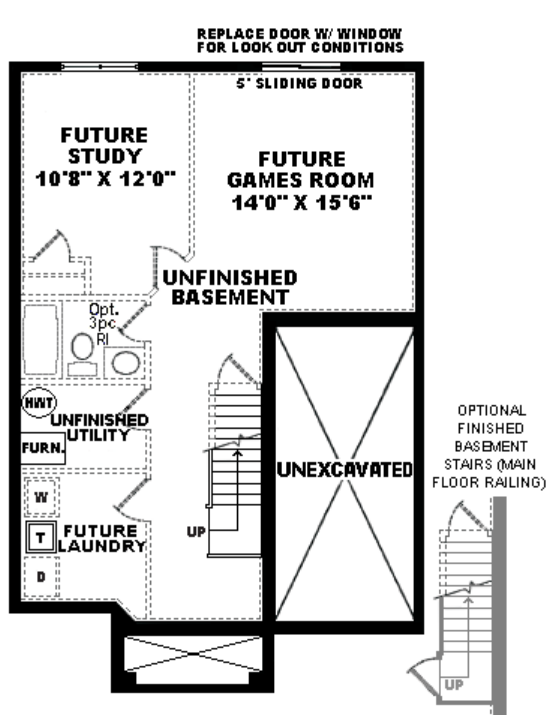 REPLACE DOOR W/ WINDOW
FOR LOOK OUT CONDITIONS
5' SLIDING DOOR
FUTURE
STUDY
10'8" X 12'0"
FUTURE
GAMES ROOM
14'0" X 15'6"
UNFINISHED
BASEMENT
Opt.
3pc
RI
HWT
UNFINISHED
UTILITY
FURN.
UNEXCAVATED
W
T
D
FUTURE
LAUNDRY
UP
OPTIONAL
FINISHED
BASEMENT
STAIRS (MAIN
FLOOR RAILING)
UP